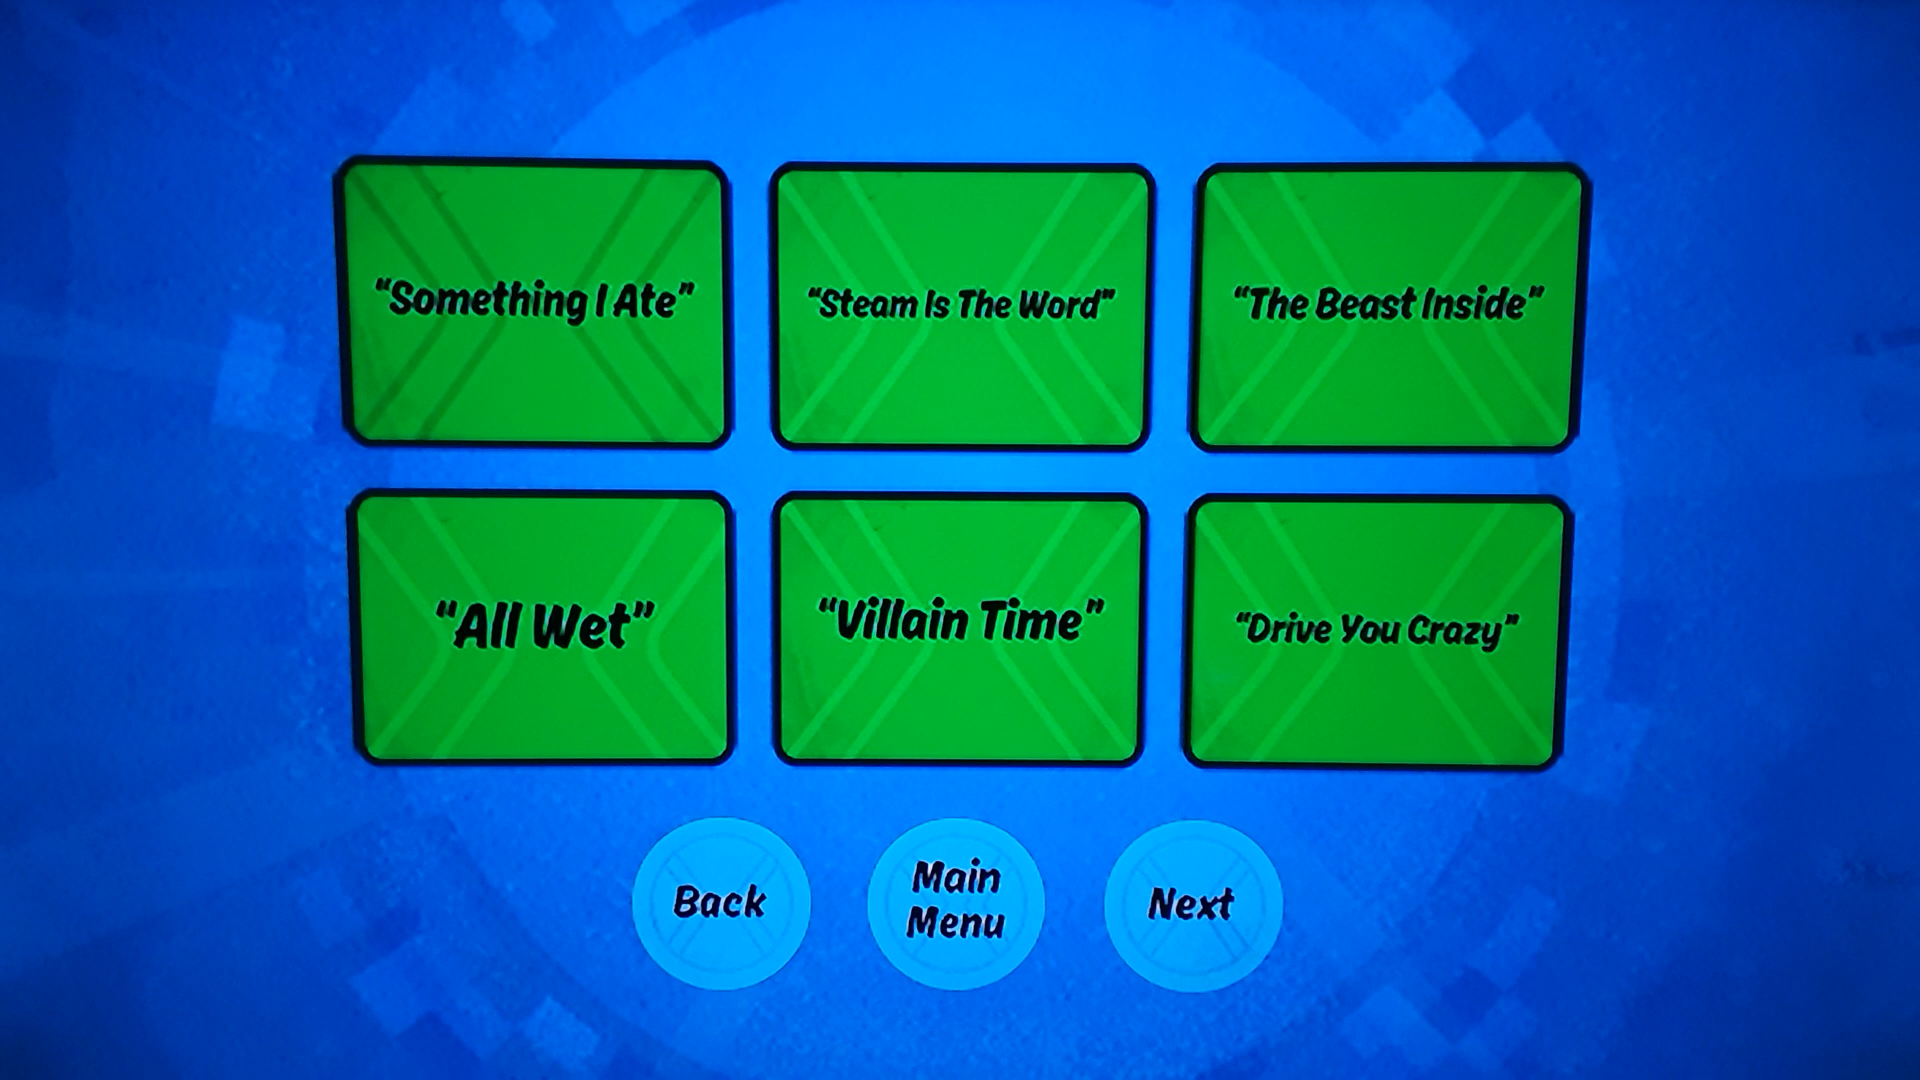 “Something I Ate”
“Steam Is The Word”
“The Beast Inside”
“All Wet”
“Villain Time”
“Drive You Crazy”
Back
Main
Menu
Next